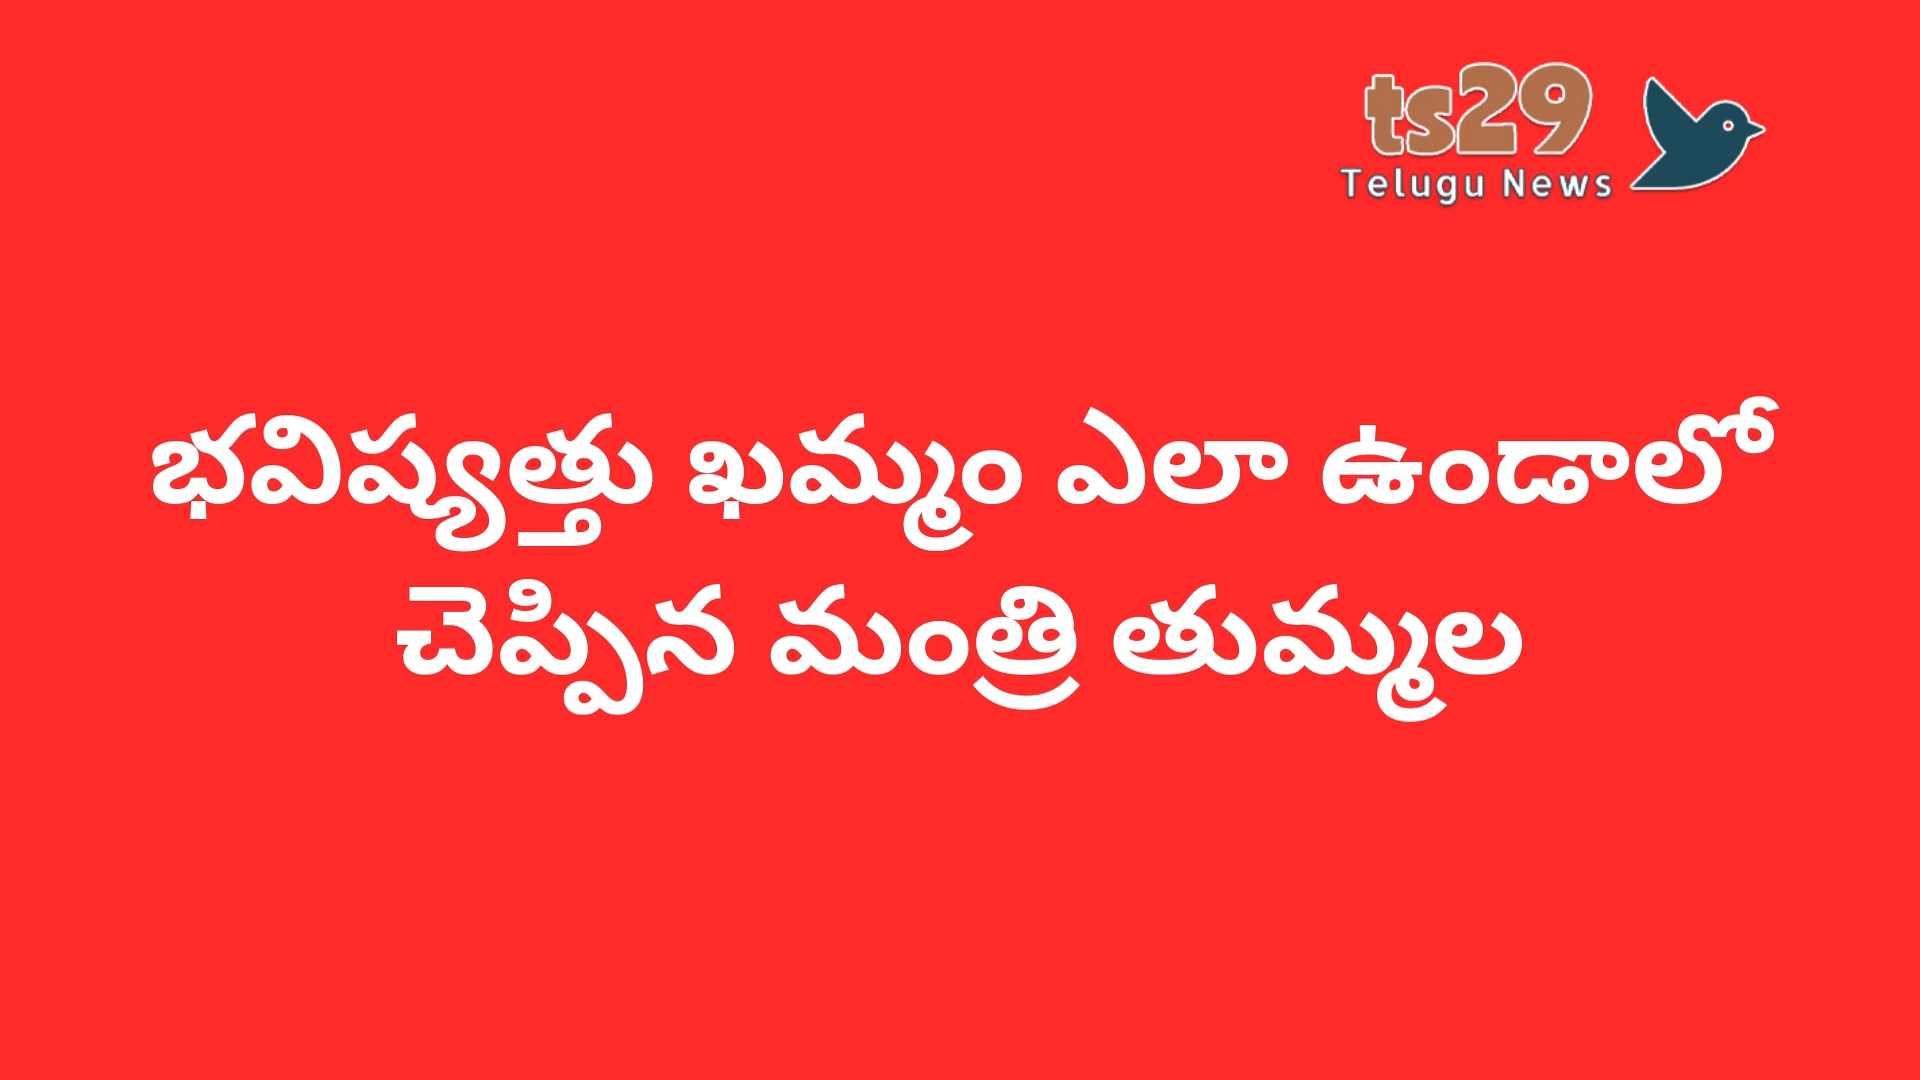 ts29
Telugu News
భవిష్యత్తు ఖమ్మం ఎలా ఉండాలో
చెప్పిన మంత్రి తుమ్మల